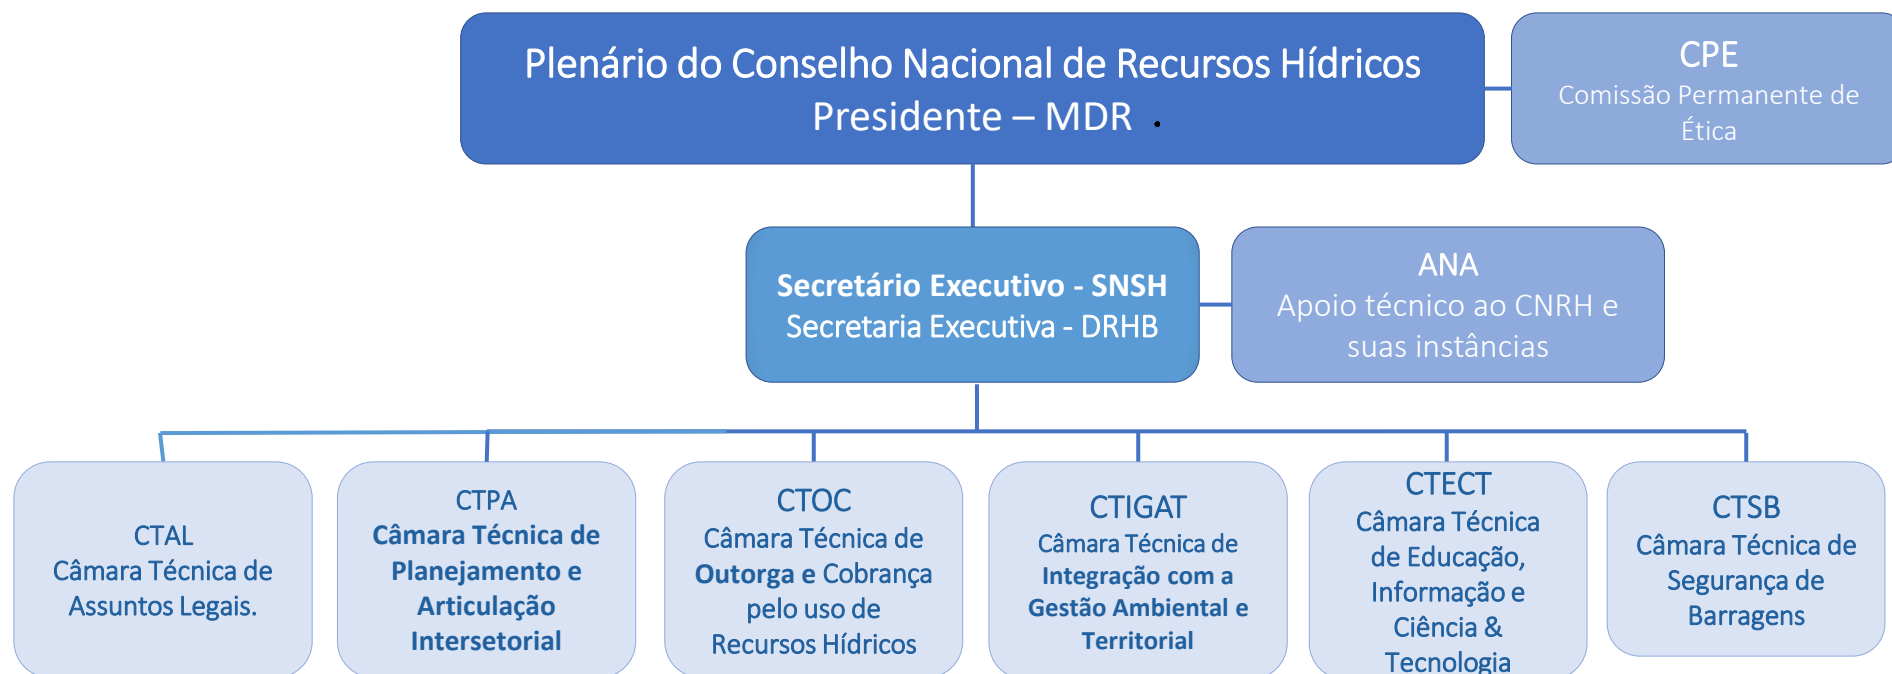 Plenário do Conselho Nacional de Recursos Hídricos
Presidente – MDR .
CPE
Comissão Permanente de
Ética
Secretário Executivo - SNSH
Secretaria Executiva - DRHB
ANA
Apoio técnico ao CNRH e
suas instâncias
CTAL
Câmara Técnica de
Assuntos Legais.
CTPA
Câmara Técnica de
Planejamento e
Articulação
Intersetorial
CTOC
Câmara Técnica de
Outorga e Cobrança
pelo uso de
Recursos Hídricos
CTIGAT
Câmara Técnica de
Integração com a
Gestão Ambiental e
Territorial
CTECT
Câmara Técnica
de Educação,
Informação e
Ciência &
Tecnologia
CTSB
Câmara Técnica de
Segurança de
Barragens